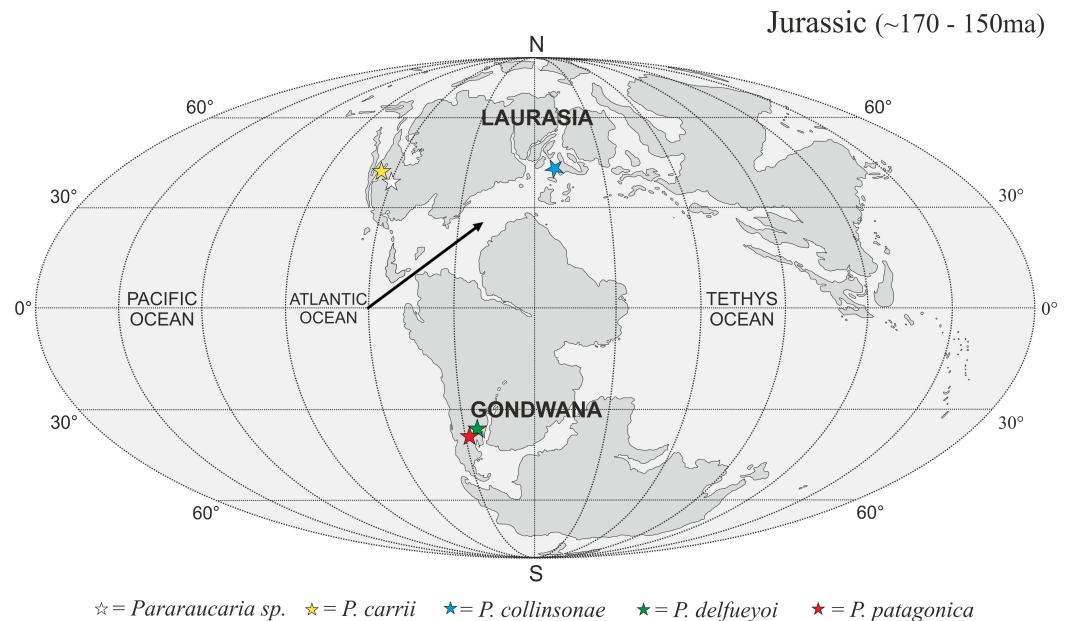 Jurassic (~170 - 150ma)
N
60° 60°
LAURASIA
30° 30°
PACIFIC OCEAN
ATLANTIC OCEAN
TETHYS OCEAN
0° 0°
GONDWANA
30° 30°
60° 60°
S
☆ = Pararaucaria sp. ★ = P. carrii ★ = P. collinsonae ★ = P. delfueyoi ★ = P. patagonica